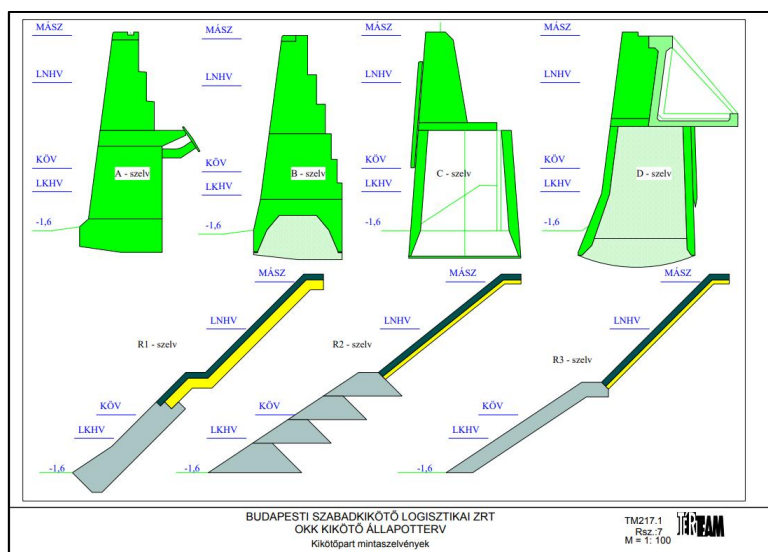 MÁSZ
MÁSZ
MÁSZ
MÁSZ
LNHV
LNHV
LNHV
LNHV
KÖV
KÖV
KÖV
KÖV
A - szelv
B - szelv
C - szelv
D - szelv
LKHV
LKHV
LKHV
LKHV
-1,6
-1,6
-1,6
-1,6
MÁSZ
MÁSZ
MÁSZ
LNHV
LNHV
LNHV
R1 - szelv
R2 - szelv
R3 - szelv
KÖV
KÖV
KÖV
LKHV
LKHV
LKHV
-1,6
-1,6
-1,6
BUDAPESTI SZABADKIKÖTŐ LOGISZTIKAI ZRT
OKK KIKÖTŐ ÁLLAPOTTERV
Kikötőpart mintaszelvények
TM217.1
Rsz.:7
M = 1: 100
TÉRTEAM